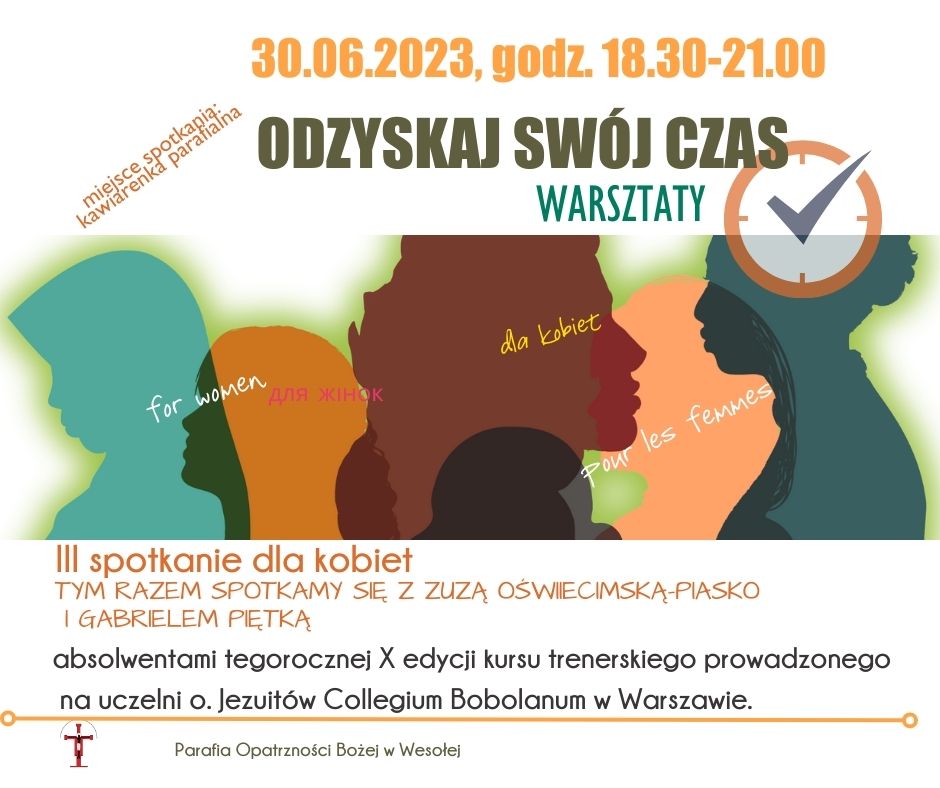 30.06.2023, godz. 18.30-21.00
miejsce spotkania:
kawiarenka parafialna
ODZYSKAJ SWÓJ CZAS
WARSZTATY
dla kobiet
for women
для жінок
pour les femmes
III spotkanie dla kobiet
TYM RAZEM SPOTKAMY SIĘ Z ZUZĄ OŚWIIECIMSKĄ-PIASKO
I GABRIELEM PIĘTKĄ
absolwentami tegorocznej X edycji kursu trenerskiego prowadzonego
na uczelni o. Jezuitów Collegium Bobolanum w Warszawie.
Parafia Opatrzności Bożej w Wesołej